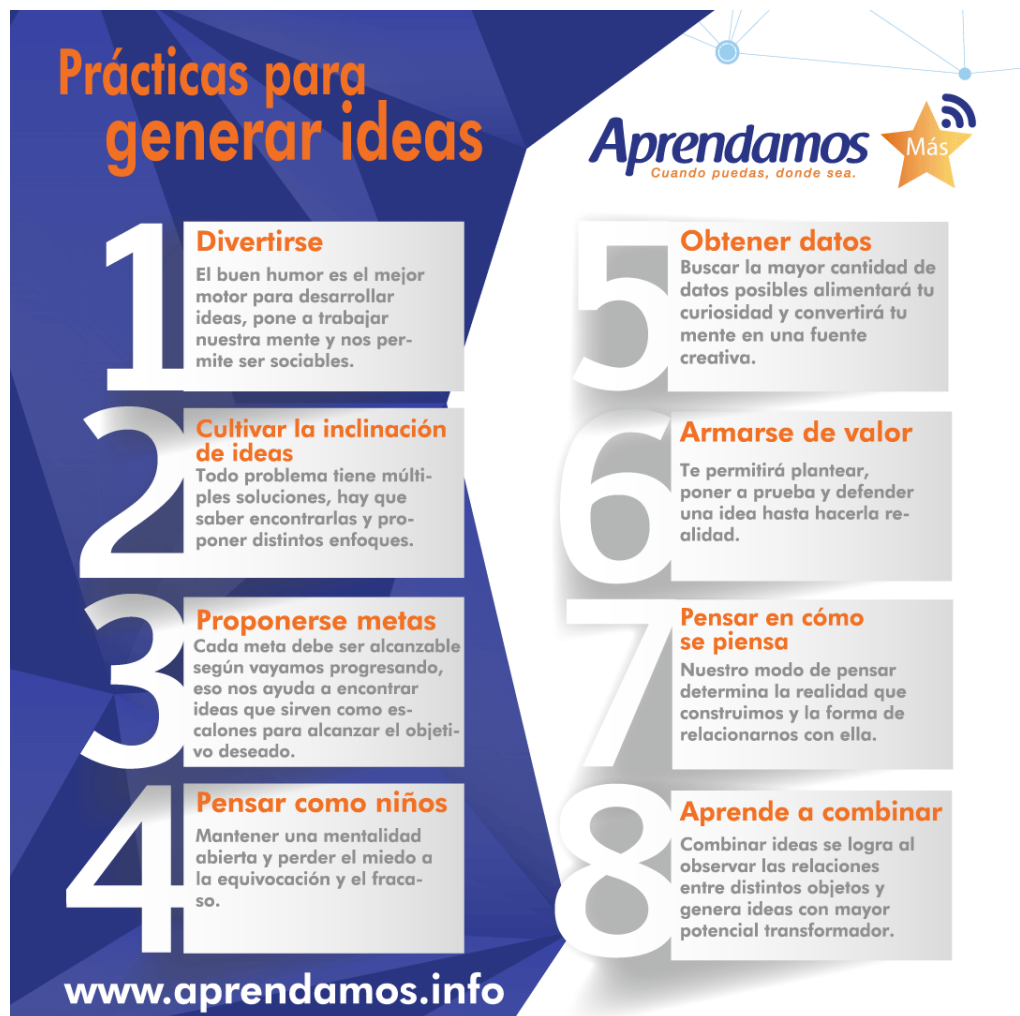 Prácticas para
generar ideas
Aprendamos
Más
Cuando puedas, donde sea.
1
Divertirse
El buen humor es el mejor
motor para desarrollar
ideas, pone a trabajar
nuestra mente y nos per-
mite ser sociables.
2
Cultivar la inclinación
de ideas
Todo problema tiene múlti-
ples soluciones, hay que
saber encontrarlas y pro-
poner distintos enfoques.
3
Proponerse metas
Cada meta debe ser alcanzable
según vayamos progresando,
eso nos ayuda a encontrar
ideas que sirven como es-
calones para alcanzar el objeti-
vo deseado.
4
Pensar como niños
Mantener una mentalidad
abierta y perder el miedo a
la equivocación y el fraca-
so.
5
Obtener datos
Buscar la mayor cantidad de
datos posibles alimentará tu
curiosidad y convertirá tu
mente en una fuente
creativa.
6
Armarse de valor
Te permitirá plantear,
poner a prueba y defender
una idea hasta hacerla re-
alidad.
7
Pensar en cómo
se piensa
Nuestro modo de pensar
determina la realidad que
construimos y la forma de
relacionarnos con ella.
8
Aprende a combinar
Combinar ideas se logra al
observar las relaciones
entre distintos objetos y
genera ideas con mayor
potencial transformador.
www.aprendamos.info